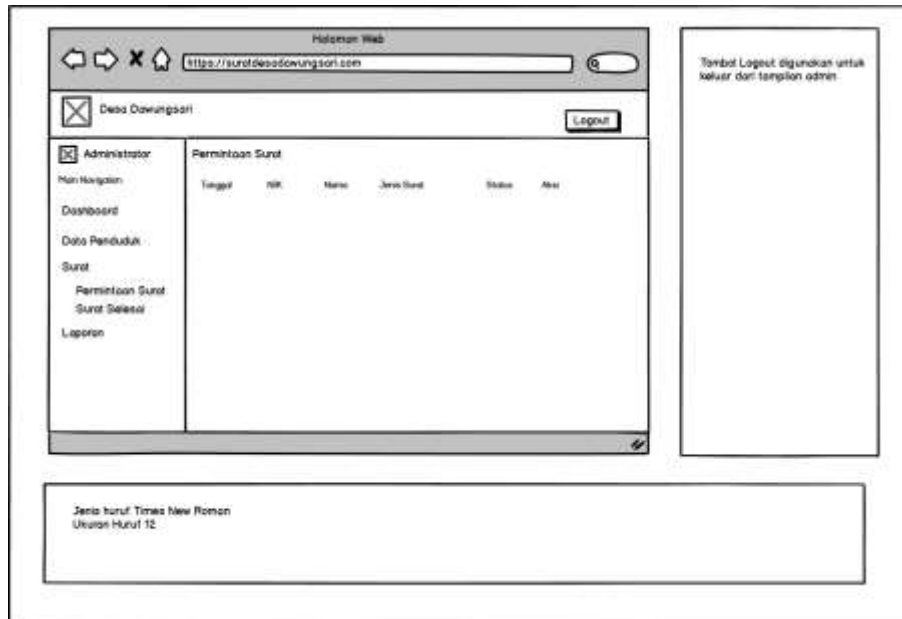 Halaman Web
https://suratdesadawungsari.com
Desa Dawungsari
Logout
Administrator
Main Navigation
Dashboard
Data Penduduk
Surat
Permintaan Surat
Surat Selesai
Laporan
Permintaan Surat
Tanggal NIK Nama Jenis Surat Status Aksi
Tombol Logout digunakan untuk
keluar dari tampilan admin
Jenis huruf Times New Roman
Ukuran Huruf 12